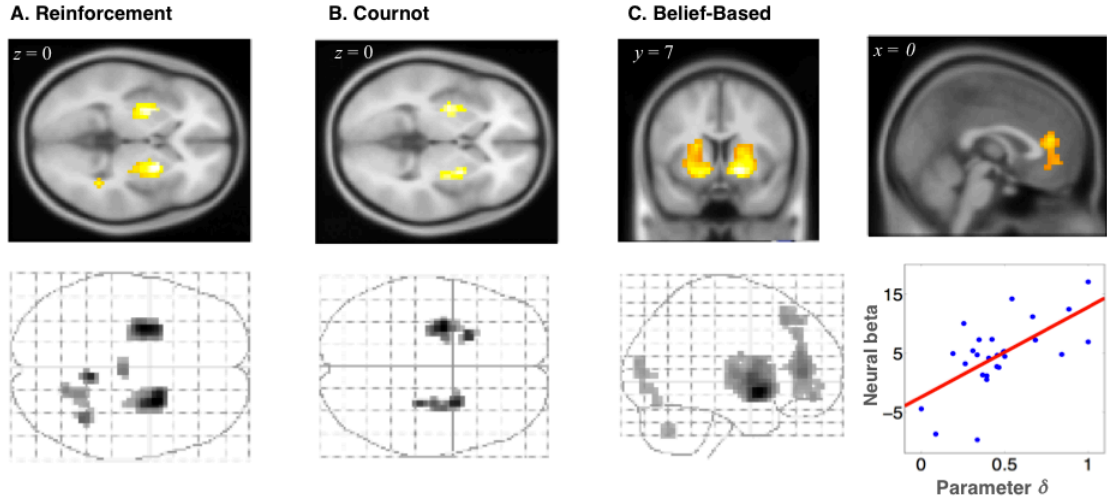 A. Reinforcement
B. Cournot
C. Belief-Based
z = 0
z = 0
y = 7
x = 0
Neural beta
15
5
−5
0
0.5
1
Parameter δ